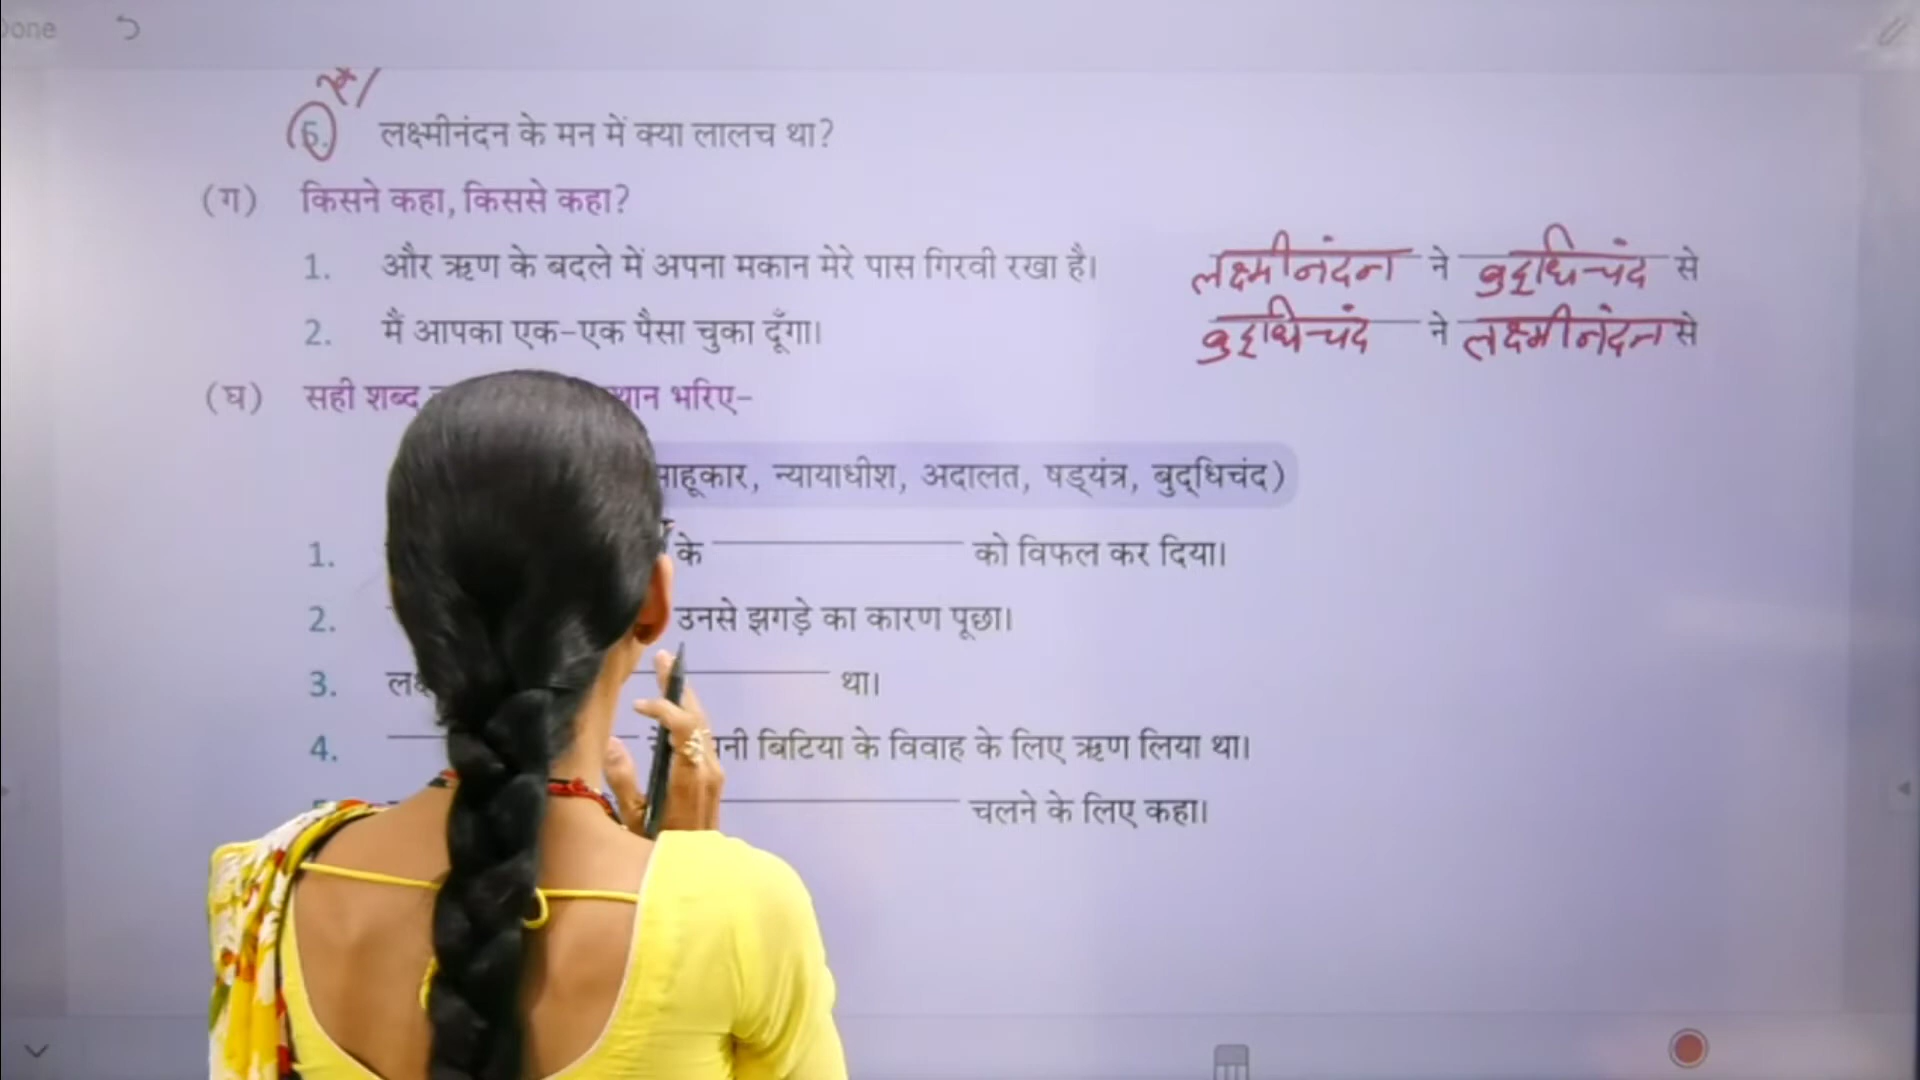 Done
5. लक्ष्मीनंदन के मन में क्या लालच था?
(ग) किसने कहा, किससे कहा?
1. और ऋण के बदले में अपना मकान मेरे पास गिरवी रखा है। लक्ष्मीनंदन ने बुद्धिचंद से
2. मैं आपका एक-एक पैसा चुका दूँगा। बुद्धिचंद ने लक्ष्मीनंदन से
(घ) सही शब्द भरिए-
न्यायाधीश, अदालत, षड्यंत्र, बुद्धिचंद)
1. के को विफल कर दिया।
2. उनसे झगड़े का कारण पूछा।
3. था।
4. बिटिया के विवाह के लिए ऋण लिया था।
चलने के लिए कहा।